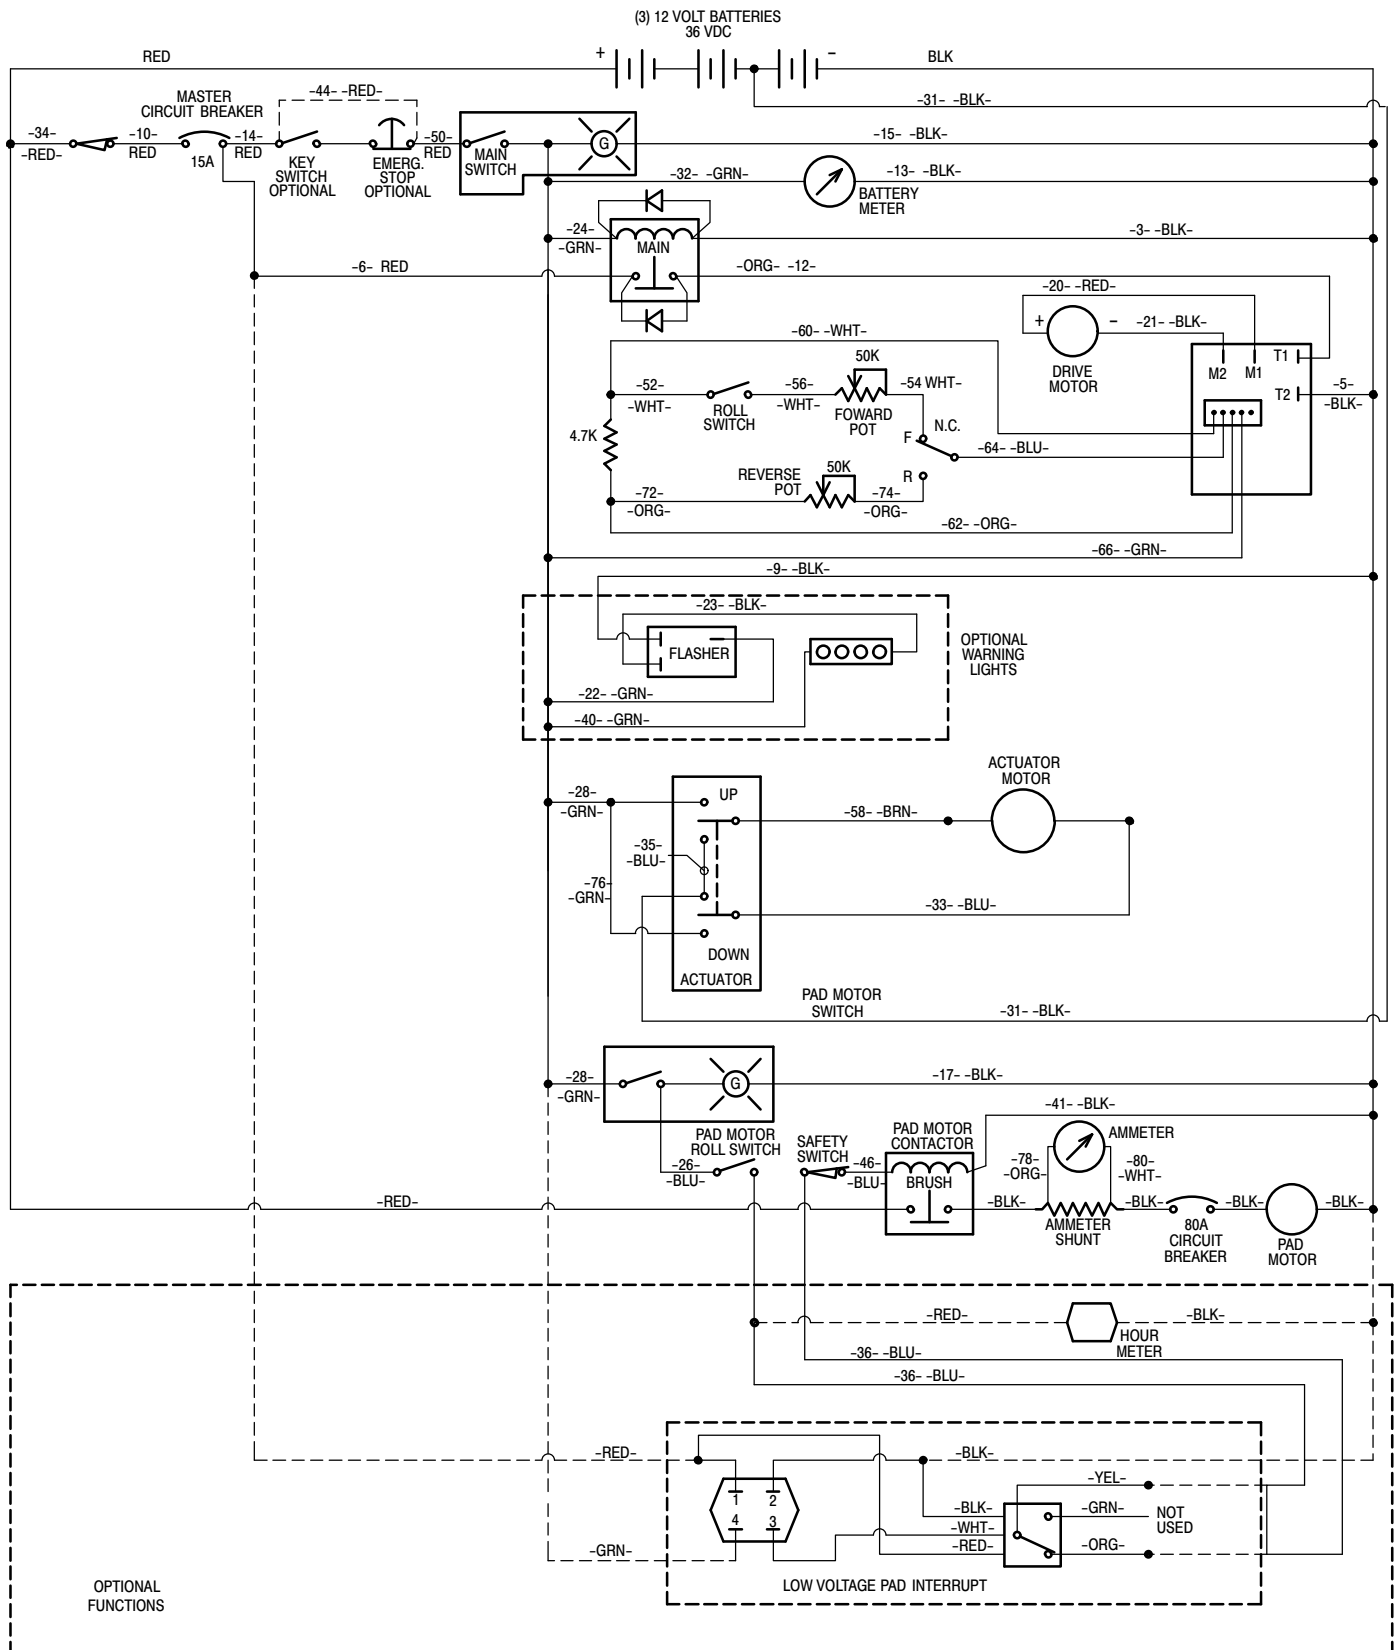 (3) 12 VOLT BATTERIES
36 VDC
RED
+
–
BLK
-44- -RED-
-31- -BLK-
MASTER
CIRCUIT BREAKER
-34-
-RED-
-10-
RED
15A
-14-
RED
KEY
SWITCH
OPTIONAL
EMERG.
STOP
OPTIONAL
-50-
RED
MAIN
SWITCH
G
-15- -BLK-
-32- -GRN-
-13- -BLK-
BATTERY
METER
-24-
-GRN-
MAIN
-3- -BLK-
-6- RED
-ORG- -12-
-20- -RED-
+
–
-21- -BLK-
DRIVE
MOTOR
-60- -WHT-
M2
M1
T1
T2
-5-
-BLK-
50K
-52-
-WHT-
ROLL
SWITCH
-56-
-WHT-
-54 WHT-
FOWARD
POT
4.7K
N.C.
F
-64- -BLU-
R
REVERSE
POT
50K
-72-
-ORG-
-74-
-ORG-
-62- -ORG-
-66- -GRN-
-9- -BLK-
-23- -BLK-
FLASHER
OPTIONAL
WARNING
LIGHTS
-22- -GRN-
-40- -GRN-
ACTUATOR
MOTOR
-28-
-GRN-
UP
-58- -BRN-
-35-
-BLU-
-76-
-GRN-
-33- -BLU-
DOWN
ACTUATOR
PAD MOTOR
SWITCH
-31- -BLK-
-28-
-GRN-
G
-17- -BLK-
-41- -BLK-
PAD MOTOR
ROLL SWITCH
SAFETY
SWITCH
PAD MOTOR
CONTACTOR
AMMETER
-26-
-BLU-
-46-
-BLU-
BRUSH
-78-
-ORG-
-80-
-WHT-
-RED-
-BLK-
AMMETER
SHUNT
-BLK-
80A
CIRCUIT
BREAKER
-BLK-
PAD
MOTOR
-BLK-
-RED-
HOUR
METER
-BLK-
-36- -BLU-
-36- -BLU-
-RED-
-BLK-
1
2
4
3
-YEL-
-BLK-
-GRN-
NOT
USED
-WHT-
-RED-
-ORG-
-GRN-
LOW VOLTAGE PAD INTERRUPT
OPTIONAL
FUNCTIONS